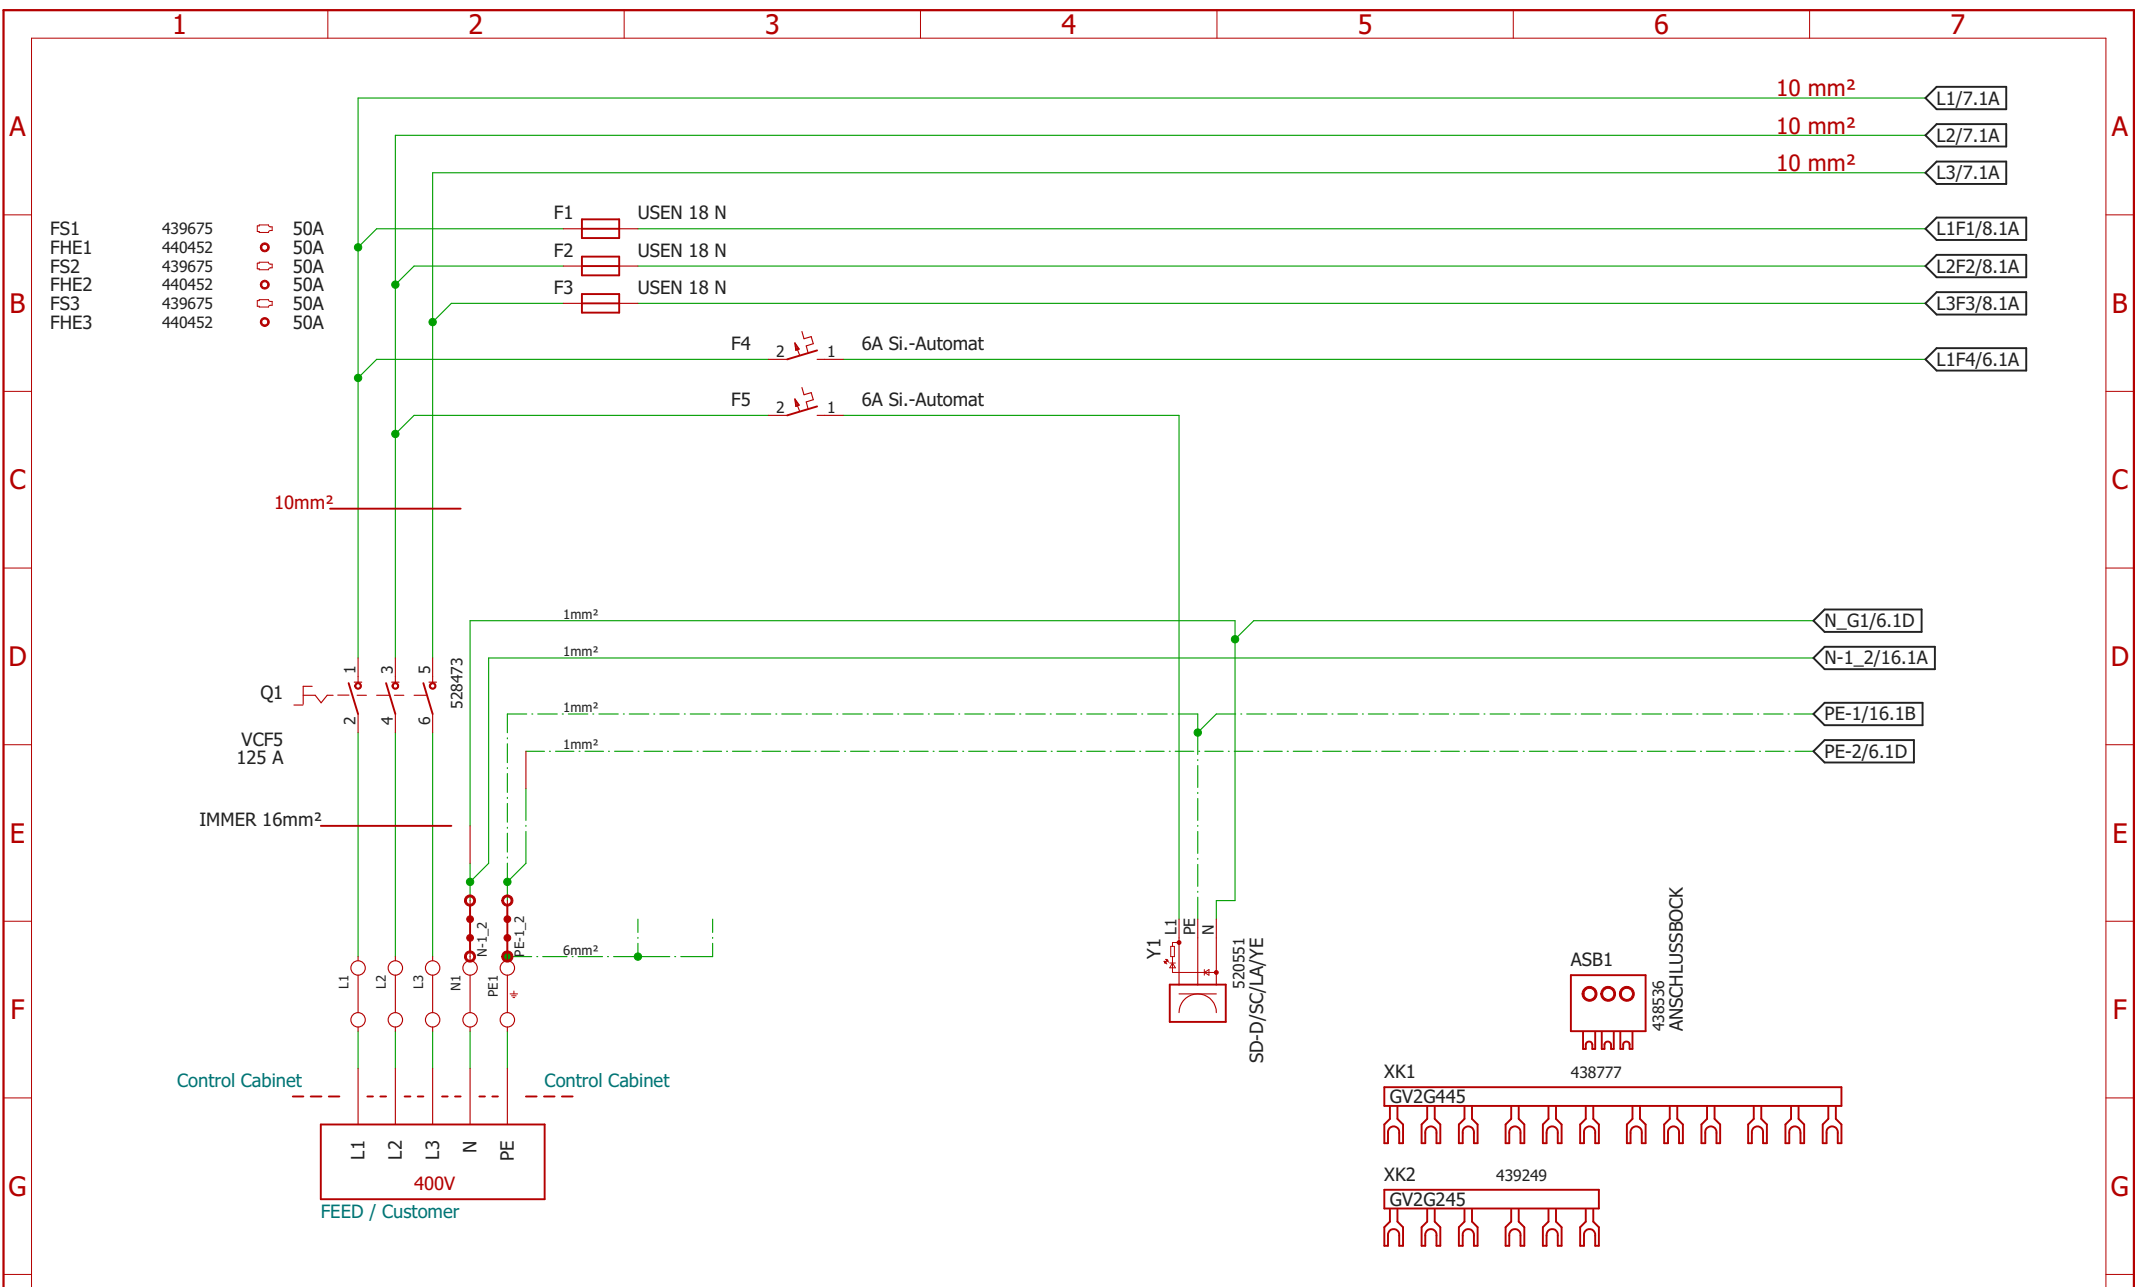 1 2 3 4 5 6 7
A A
10 mm² L1/7.1A
10 mm² L2/7.1A
10 mm² L3/7.1A
B B
FS1 439675 50A
FHE1 440452 50A
FS2 439675 50A
FHE2 440452 50A
FS3 439675 50A
FHE3 440452 50A
F1 USEN 18 N L1F1/8.1A
F2 USEN 18 N L2F2/8.1A
F3 USEN 18 N L3F3/8.1A
F4 2 1 6A Si.-Automat L1F4/6.1A
F5 2 1 6A Si.-Automat
C C
10mm²
D D
1mm² N_G1/6.1D
1mm² N-1_2/16.1A
1mm² PE-1/16.1B
1mm² PE-2/6.1D
Q1 1 3 5
2 4 6
528473
VCF5
125 A
E E
IMMER 16mm²
N-1_2 PE-1_2
6mm²
F F
L1 L2 L3 N1 PE1
Y1 L1 PE N
520551
SD-D/SC/LA/YE
ASB1
438536
ANSCHLUSSBOCK
Control Cabinet Control Cabinet
XK1 438777
GV2G445
G G
L1 L2 L3 N PE
400V
FEED / Customer
XK2 439249
GV2G245